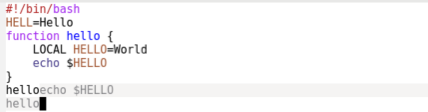 #!/bin/bash
HELL=Hello
function hello {
    LOCAL HELLO=World
    echo $HELLO
}
helloecho $HELLO
hello